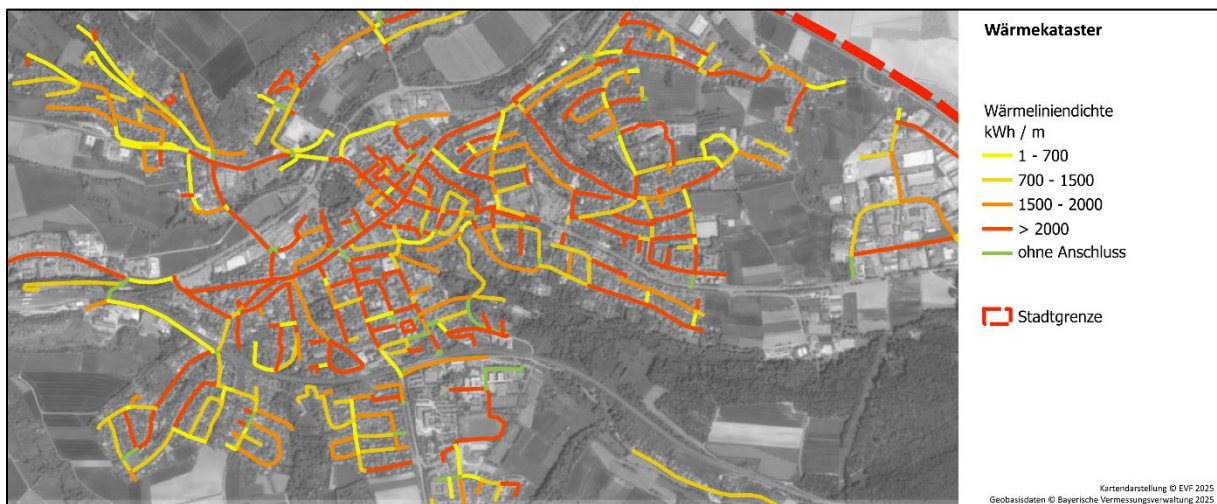 Wärmekataster
Wärmeliniendichte
kWh / m
1 - 700
700 - 1500
1500 - 2000
> 2000
ohne Anschluss
Stadtgrenze
Kartendarstellung © EVF 2025
Geobasisdaten © Bayerische Vermessungsverwaltung 2025